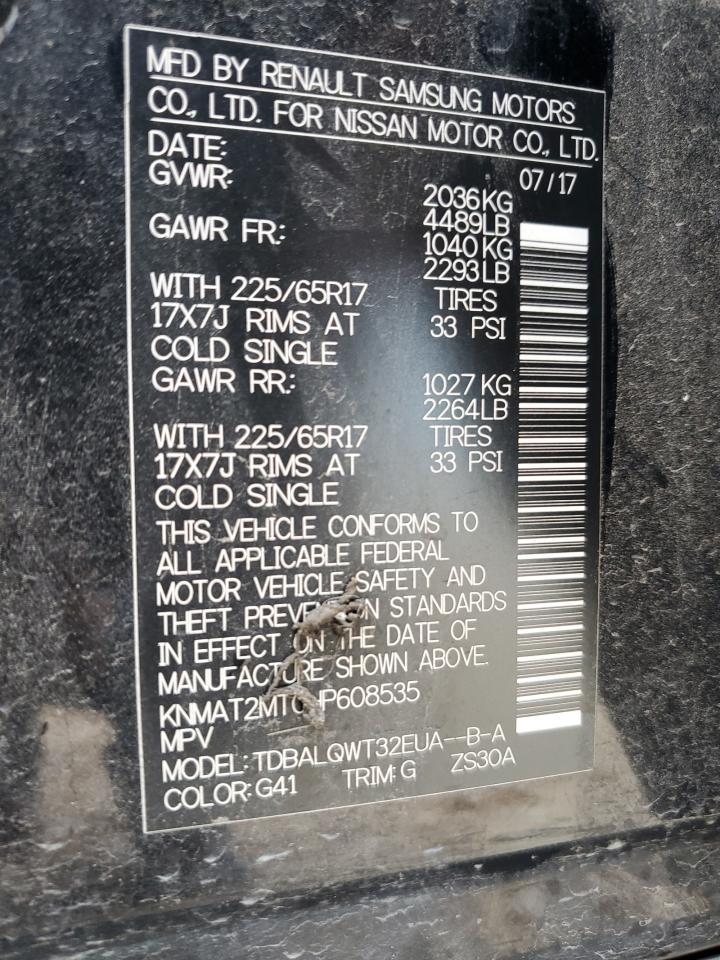 MFD BY RENAULT SAMSUNG MOTORS
CO., LTD. FOR NISSAN MOTOR CO., LTD.
DATE: 07/17
GVWR: 2036KG
4489LB
GAWR FR: 1040KG
2293LB
WITH 225/65R17 TIRES
17X7J RIMS AT 33 PSI
COLD SINGLE
GAWR RR: 1027KG
2264LB
WITH 225/65R17 TIRES
17X7J RIMS AT 33 PSI
COLD SINGLE
THIS VEHICLE CONFORMS TO
ALL APPLICABLE FEDERAL
MOTOR VEHICLE SAFETY AND
THEFT STANDARDS
IN EFFECT THE DATE OF
MANUFACTURE SHOWN ABOVE.
MPV
MODEL:TDBALQWT32EUA--B-A
COLOR:G41 TRIM:G ZS30A